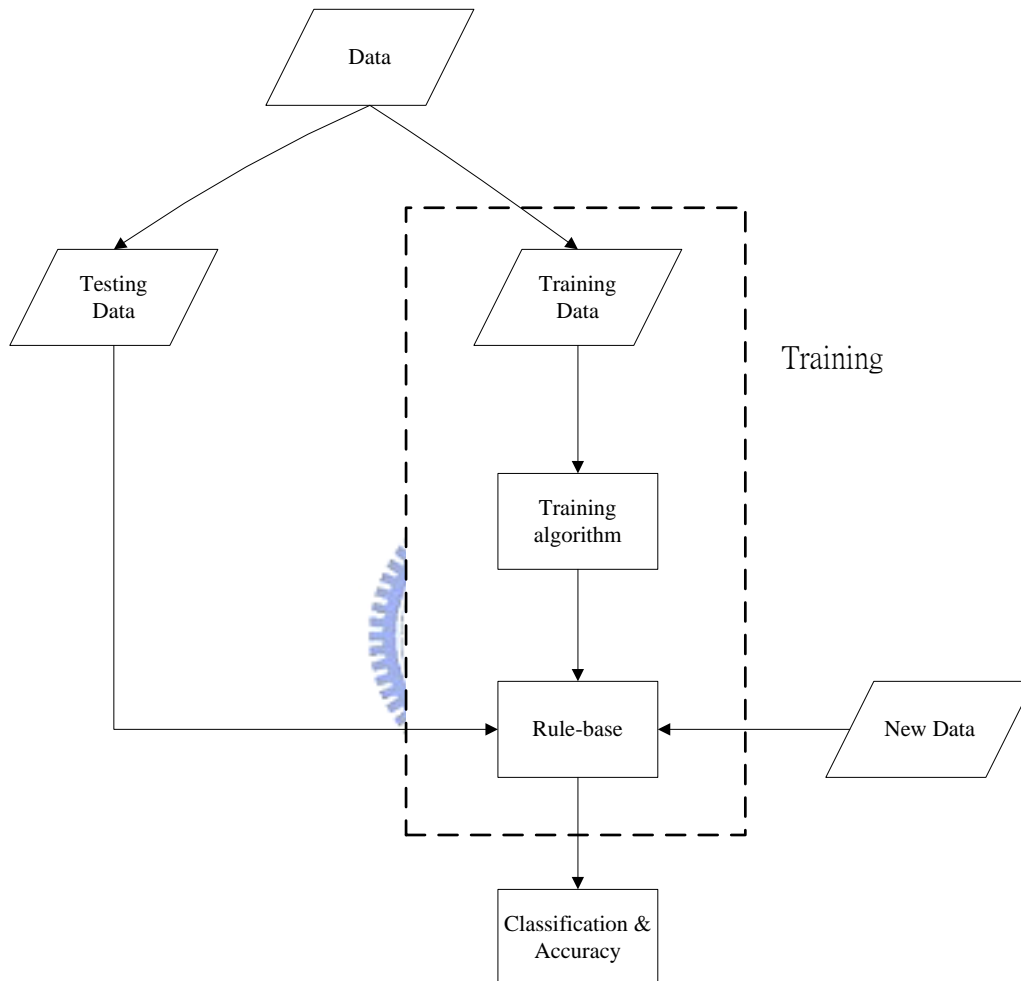 Data
Testing
Data
Training
Data
Training
Training
algorithm
Rule-base
New Data
Classification &
Accuracy